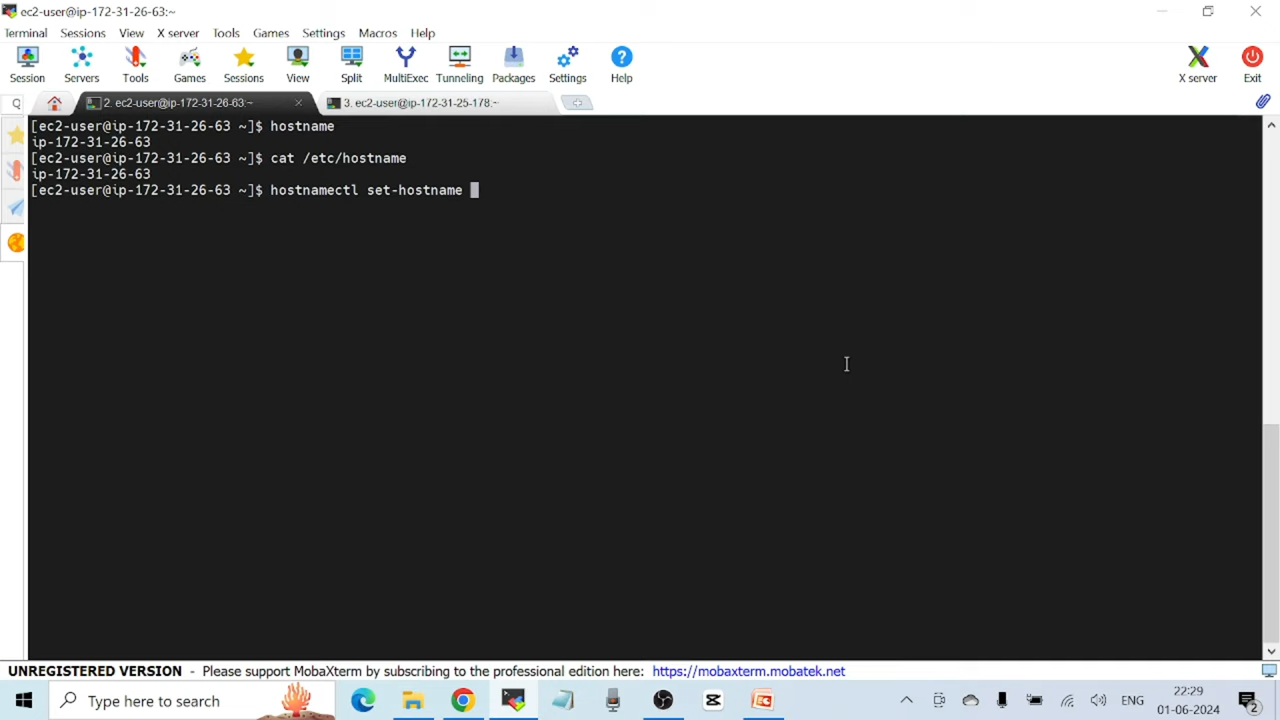 ec2-user@ip-172-31-26-63:~
Terminal Sessions View X server Tools Games Settings Macros Help
Session Servers Tools Games Sessions View Split MultiExec Tunneling Packages Settings Help X server Exit
2. ec2-user@ip-172-31-26-63:~ 3. ec2-user@ip-172-31-25-178:~
[ec2-user@ip-172-31-26-63 ~]$ hostname
ip-172-31-26-63
[ec2-user@ip-172-31-26-63 ~]$ cat /etc/hostname
ip-172-31-26-63
[ec2-user@ip-172-31-26-63 ~]$ hostnamectl set-hostname
UNREGISTERED VERSION - Please support MobaXterm by subscribing to the professional edition here: https://mobaxterm.mobatek.net
Type here to search
ENG
22:29
01-06-2024
2